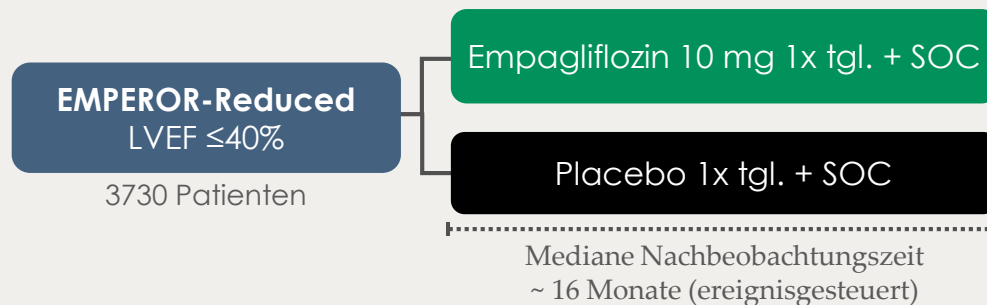 Empagliflozin 10 mg 1x tgl. + SOC
EMPEROR-Reduced
LVEF ≤40%
3730 Patienten
Placebo 1x tgl. + SOC
Mediane Nachbeobachtungszeit
~ 16 Monate (ereignisgesteuert)